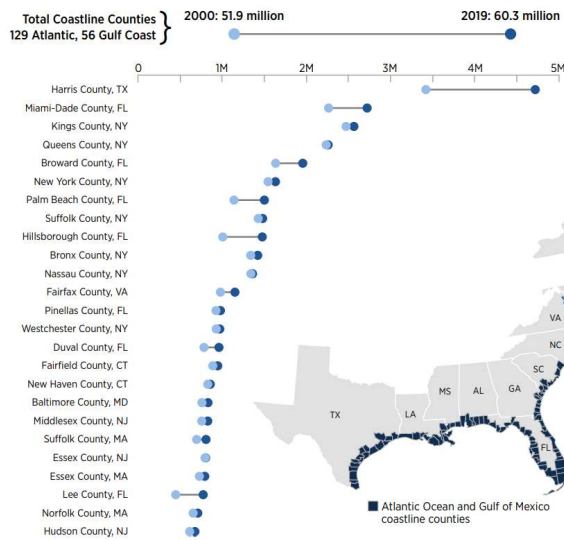 Total Coastline Counties
129 Atlantic, 56 Gulf Coast
2000: 51.9 million
2019: 60.3 million
0 1M 2M 3M 4M 5M
Harris County, TX
Miami-Dade County, FL
Kings County, NY
Queens County, NY
Broward County, FL
New York County, NY
Palm Beach County, FL
Suffolk County, NY
Hillsborough County, FL
Bronx County, NY
Nassau County, NY
Fairfax County, VA
Pinellas County, FL
Westchester County, NY
Duval County, FL
Fairfield County, CT
New Haven County, CT
Baltimore County, MD
Middlesex County, NJ
Suffolk County, MA
Essex County, NJ
Essex County, MA
Lee County, FL
Norfolk County, MA
Hudson County, NJ
VA
NC
SC
GA
AL
MS
LA
TX
FL
Atlantic Ocean and Gulf of Mexico
coastline counties